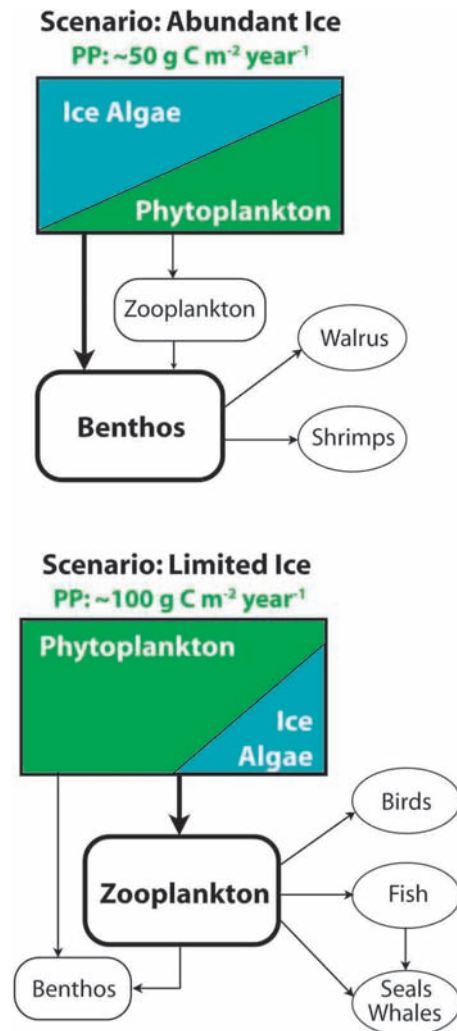 Scenario: Abundant Ice
PP: ~50 g C m⁻² year⁻¹
Ice Algae
Phytoplankton
Zooplankton
Walrus
Benthos
Shrimps
Scenario: Limited Ice
PP: ~100 g C m⁻² year⁻¹
Phytoplankton
Ice
Algae
Birds
Zooplankton
Fish
Benthos
Seals
Whales